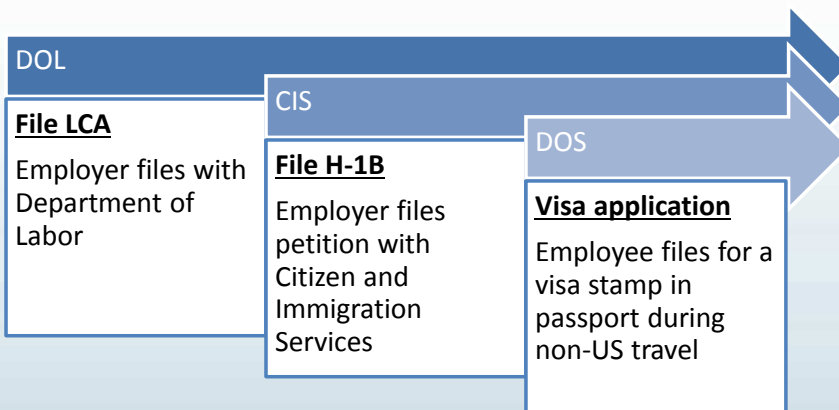 DOL
File LCA
Employer files with
Department of
Labor
CIS
File H-1B
Employer files
petition with
Citizen and
Immigration
Services
DOS
Visa application
Employee files for a
visa stamp in
passport during
non-US travel